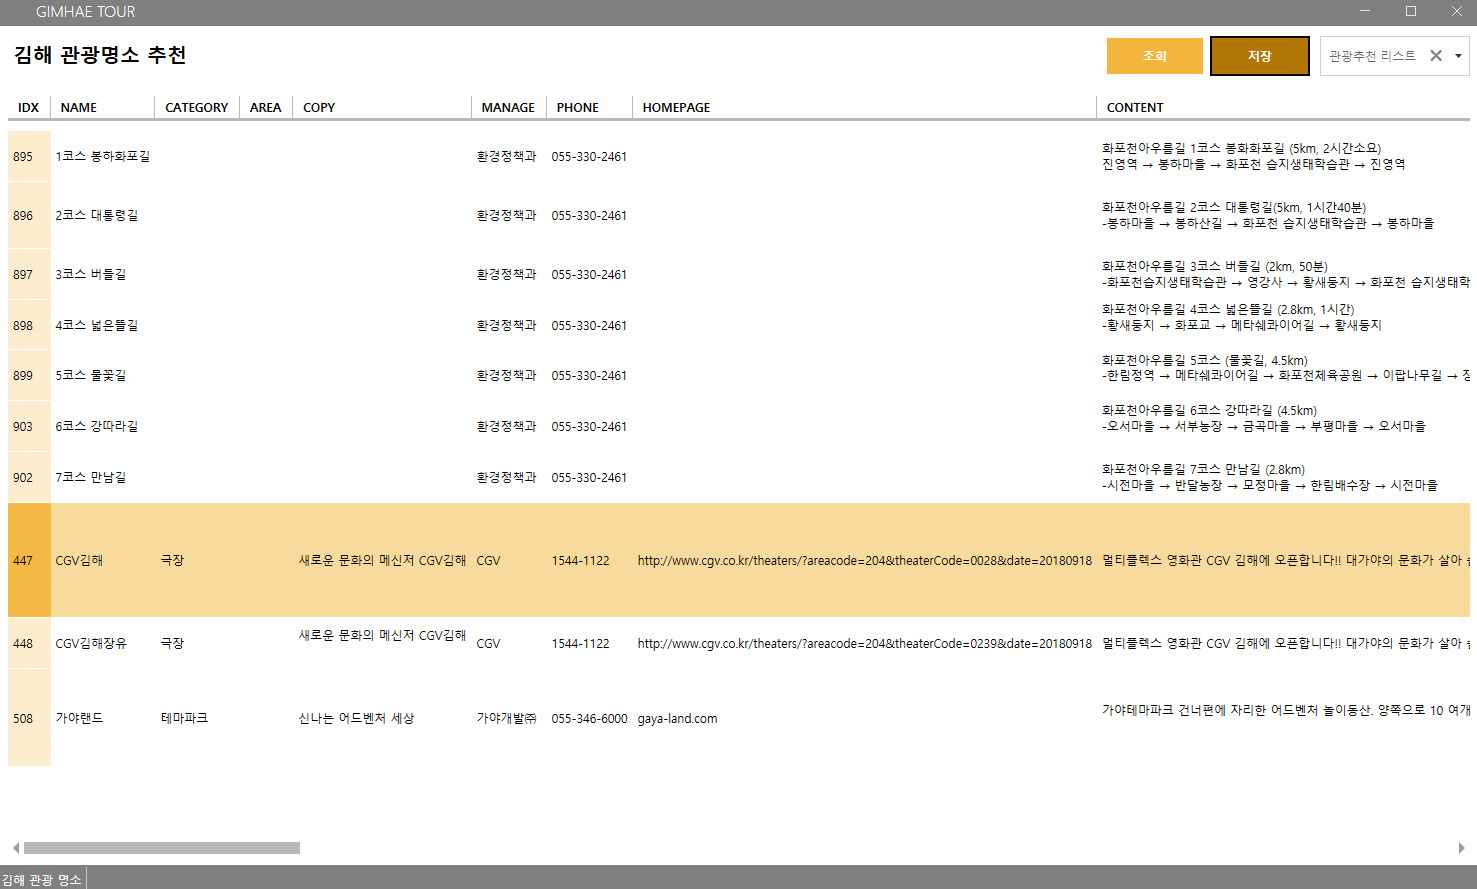 GIMHAE TOUR
김해 관광명소 추천
조회 저장 관광추천 리스트
IDX NAME CATEGORY AREA COPY MANAGE PHONE HOMEPAGE CONTENT
화포천아우름길 1코스 봉화화포길 (5km, 2시간소요)
895 1코스 봉하화포길 환경정책과 055-330-2461
진영역 → 봉하마을 → 화포천 습지생태학습관 → 진영역
화포천아우름길 2코스 대통령길(5km, 1시간40분)
896 2코스 대통령길 환경정책과 055-330-2461
-봉하마을 → 봉하산길 → 화포천 습지생태학습관 → 봉하마을
화포천아우름길 3코스 버들길 (2km, 50분)
897 3코스 버들길 환경정책과 055-330-2461
-화포천습지생태학습관 → 영강사 → 황새둥지 → 화포천 습지생태학
화포천아우름길 4코스 넓은뜰길 (2.8km, 1시간)
898 4코스 넓은뜰길 환경정책과 055-330-2461
-황새둥지 → 화포교 → 메타쉐콰이어길 → 황새둥지
화포천아우름길 5코스 (물꽃길, 4.5km)
899 5코스 물꽃길 환경정책과 055-330-2461
-한림정역 → 메타쉐콰이어길 → 화포천체육공원 → 이팝나무길 →
화포천아우름길 6코스 강따라길 (4.5km)
903 6코스 강따라길 환경정책과 055-330-2461
-오서마을 → 서부농장 → 금곡마을 → 부평마을 → 오서마을
화포천아우름길 7코스 만남길 (2.8km)
902 7코스 만남길 환경정책과 055-330-2461
-시전마을 → 반달농장 → 모정마을 → 한림배수장 → 시전마을
447 CGV김해 극장 새로운 문화의 메신저 CGV김해 CGV 1544-1122 http://www.cgv.co.kr/theaters/?areacode=204&theaterCode=0028&date=20180918 멀티플렉스 영화관 CGV 김해에 오픈합니다!! 대가야의 문화가 살아
448 CGV김해장유 극장 새로운 문화의 메신저 CGV김해 CGV 1544-1122 http://www.cgv.co.kr/theaters/?areacode=204&theaterCode=0239&date=20180918 멀티플렉스 영화관 CGV 김해에 오픈합니다!! 대가야의 문화가 살아
508 가야랜드 테마파크 신나는 어드벤처 세상 가야개발㈜ 055-346-6000 gaya-land.com 가야테마파크 건너편에 자리한 어드벤처 놀이동산. 양쪽으로 10 여개
김해 관광 명소